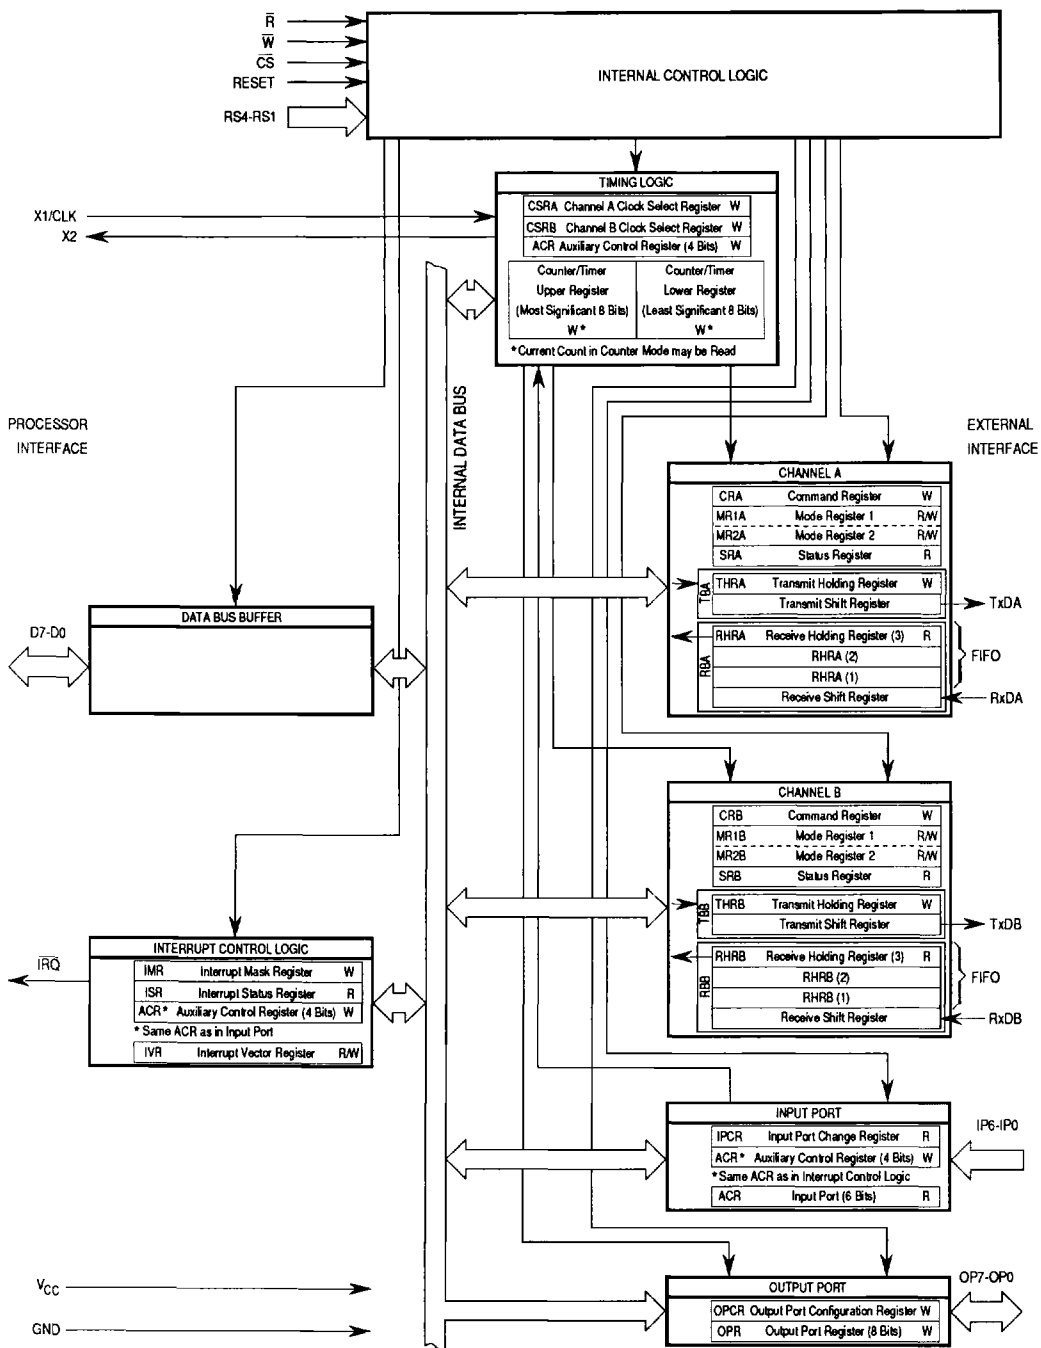 R
W
CS
RESET
RS4-RS1
INTERNAL CONTROL LOGIC
TIMING LOGIC
X1/CLK
X2
CSRA Channel A Clock Select Register W
CSRB Channel B Clock Select Register W
ACR Auxiliary Control Register (4 Bits) W
Counter/Timer
Upper Register
(Most Significant 8 Bits)
W*
Counter/Timer
Lower Register
(Least Significant 8 Bits)
W*
*Current Count in Counter Mode may be Read
INTERNAL DATA BUS
PROCESSOR
INTERFACE
EXTERNAL
INTERFACE
CHANNEL A
CRA Command Register W
MR1A Mode Register 1 R/W
MR2A Mode Register 2 R/W
SRA Status Register R
TBA
THRA Transmit Holding Register W
Transmit Shift Register
TxDA
RBA
RHRA Receive Holding Register (3) R
RHRA (2)
RHRA (1)
Receive Shift Register
FIFO
RxDA
D7-D0
DATA BUS BUFFER
CHANNEL B
CRB Command Register W
MR1B Mode Register 1 R/W
MR2B Mode Register 2 R/W
SRB Status Register R
TBB
THRB Transmit Holding Register W
Transmit Shift Register
TxDB
RBB
RHRB Receive Holding Register (3) R
RHRB (2)
RHRB (1)
Receive Shift Register
FIFO
RxDB
IRQ
INTERRUPT CONTROL LOGIC
IMR Interrupt Mask Register W
ISR Interrupt Status Register R
ACR* Auxiliary Control Register (4 Bits) W
* Same ACR as in Input Port
IVR Interrupt Vector Register R/W
INPUT PORT
IPCR Input Port Change Register R
ACR* Auxiliary Control Register (4 Bits) W
*Same ACR as in Interrupt Control Logic
ACR Input Port (6 Bits) R
IP6-IP0
OUTPUT PORT
OPCR Output Port Configuration Register W
OPR Output Port Register (8 Bits) W
OP7-OP0
VCC
GND